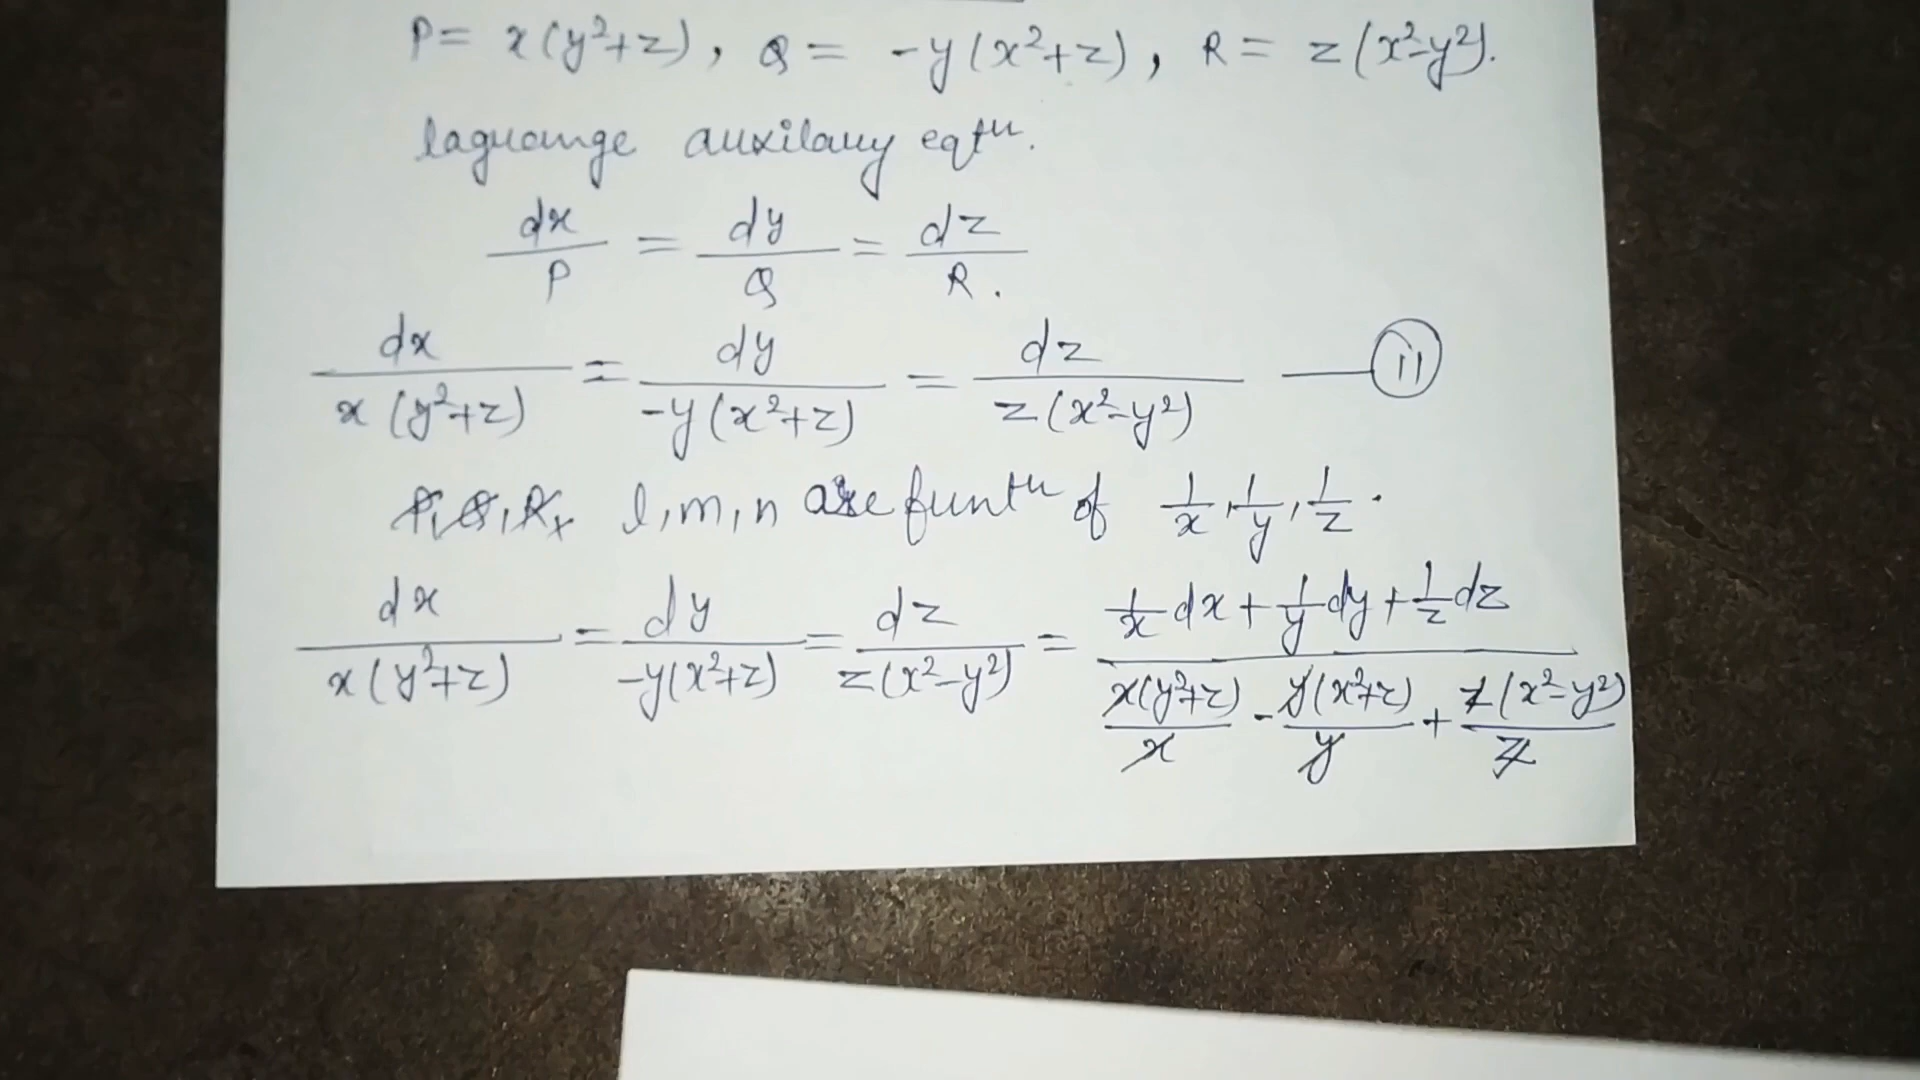 P = x(y²+z), Q = -y(x²+z), R = z(x²-y²).
lagrange auxilary eqtn.
dx/P = dy/Q = dz/R.
dx/x(y²+z) = dy/-y(x²+z) = dz/z(x²-y²) — (11)
P, Q, R, l, m, n are funtn of 1/x, 1/y, 1/z.
dx/x(y²+z) = dy/-y(x²+z) = dz/z(x²-y²) = (1/x dx + 1/y dy + 1/z dz)/(x(y²+z)/x - y(x²+z)/y + z(x²-y²)/z)